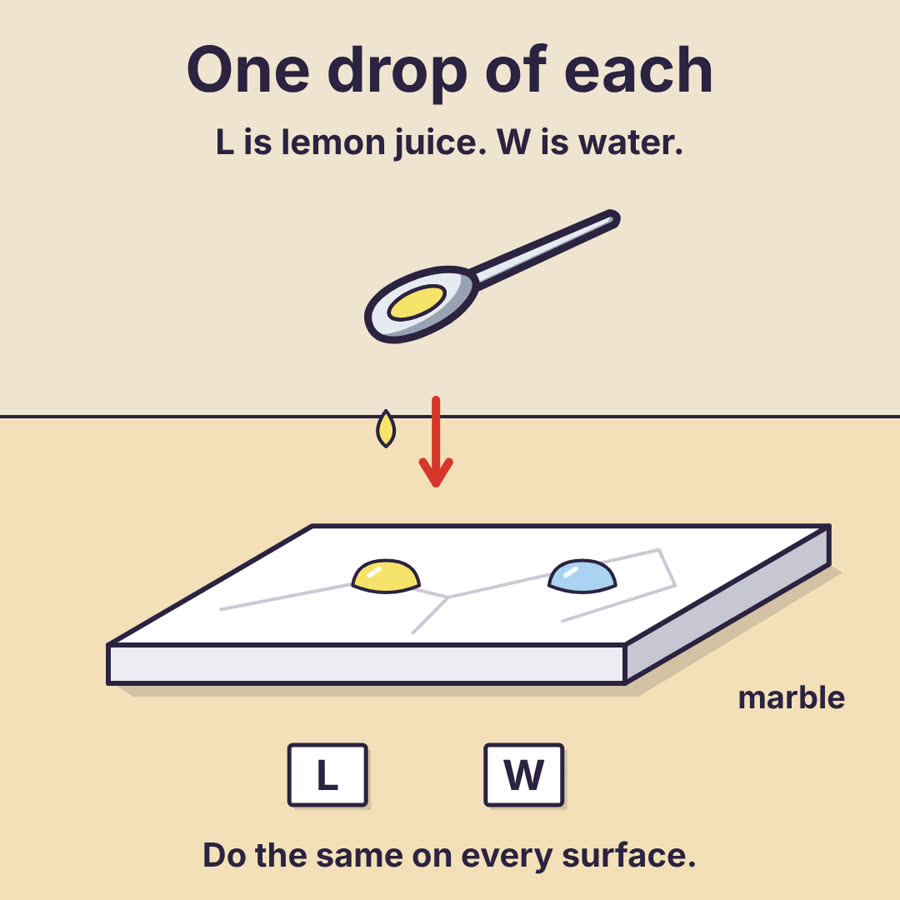 One drop of each
L is lemon juice. W is water.
marble
L
W
Do the same on every surface.